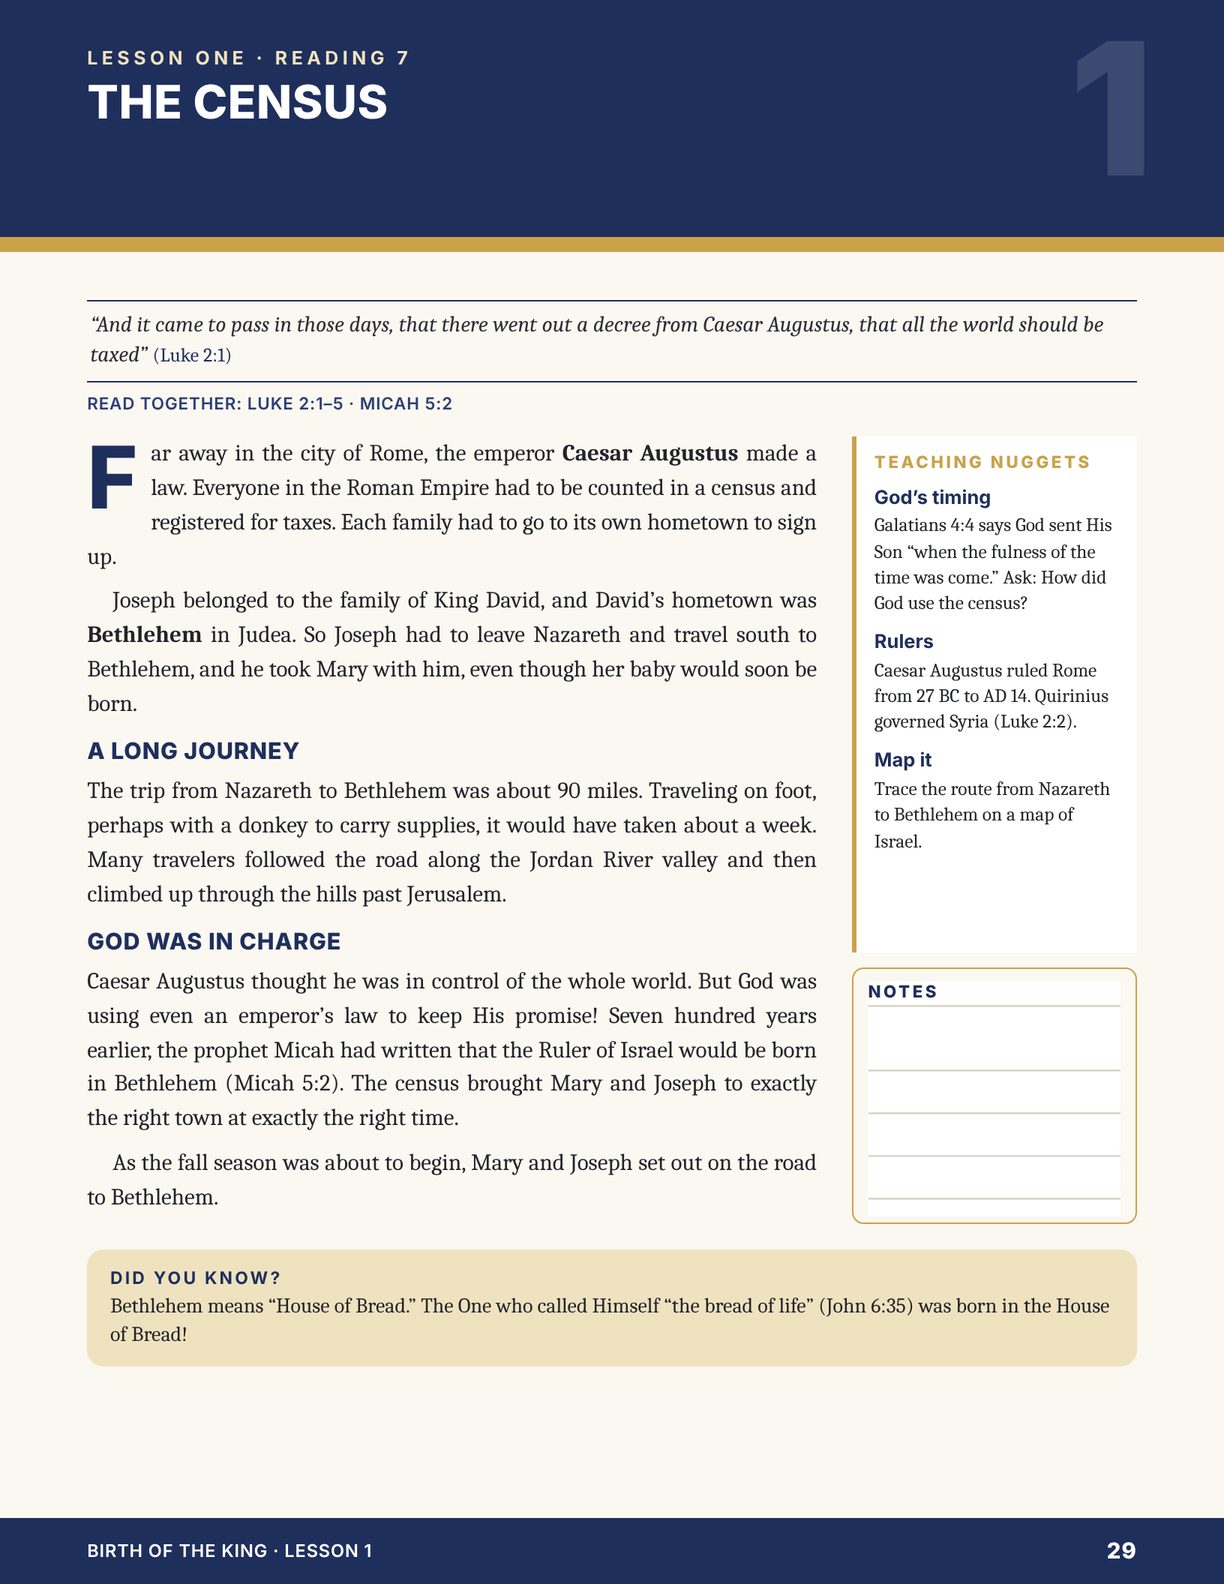 LESSON ONE · READING 7
THE CENSUS
1
“And it came to pass in those days, that there went out a decree from Caesar Augustus, that all the world should be
taxed” (Luke 2:1)
READ TOGETHER: LUKE 2:1–5 · MICAH 5:2
Far away in the city of Rome, the emperor Caesar Augustus made a
law. Everyone in the Roman Empire had to be counted in a census and
registered for taxes. Each family had to go to its own hometown to sign
up.
Joseph belonged to the family of King David, and David’s hometown was
Bethlehem in Judea. So Joseph had to leave Nazareth and travel south to
Bethlehem, and he took Mary with him, even though her baby would soon be
born.
A LONG JOURNEY
The trip from Nazareth to Bethlehem was about 90 miles. Traveling on foot,
perhaps with a donkey to carry supplies, it would have taken about a week.
Many travelers followed the road along the Jordan River valley and then
climbed up through the hills past Jerusalem.
GOD WAS IN CHARGE
Caesar Augustus thought he was in control of the whole world. But God was
using even an emperor’s law to keep His promise! Seven hundred years
earlier, the prophet Micah had written that the Ruler of Israel would be born
in Bethlehem (Micah 5:2). The census brought Mary and Joseph to exactly
the right town at exactly the right time.
As the fall season was about to begin, Mary and Joseph set out on the road
to Bethlehem.
TEACHING NUGGETS
God’s timing
Galatians 4:4 says God sent His
Son “when the fulness of the
time was come.” Ask: How did
God use the census?
Rulers
Caesar Augustus ruled Rome
from 27 BC to AD 14. Quirinius
governed Syria (Luke 2:2).
Map it
Trace the route from Nazareth
to Bethlehem on a map of
Israel.
NOTES
DID YOU KNOW?
Bethlehem means “House of Bread.” The One who called Himself “the bread of life” (John 6:35) was born in the House
of Bread!
BIRTH OF THE KING · LESSON 1
29